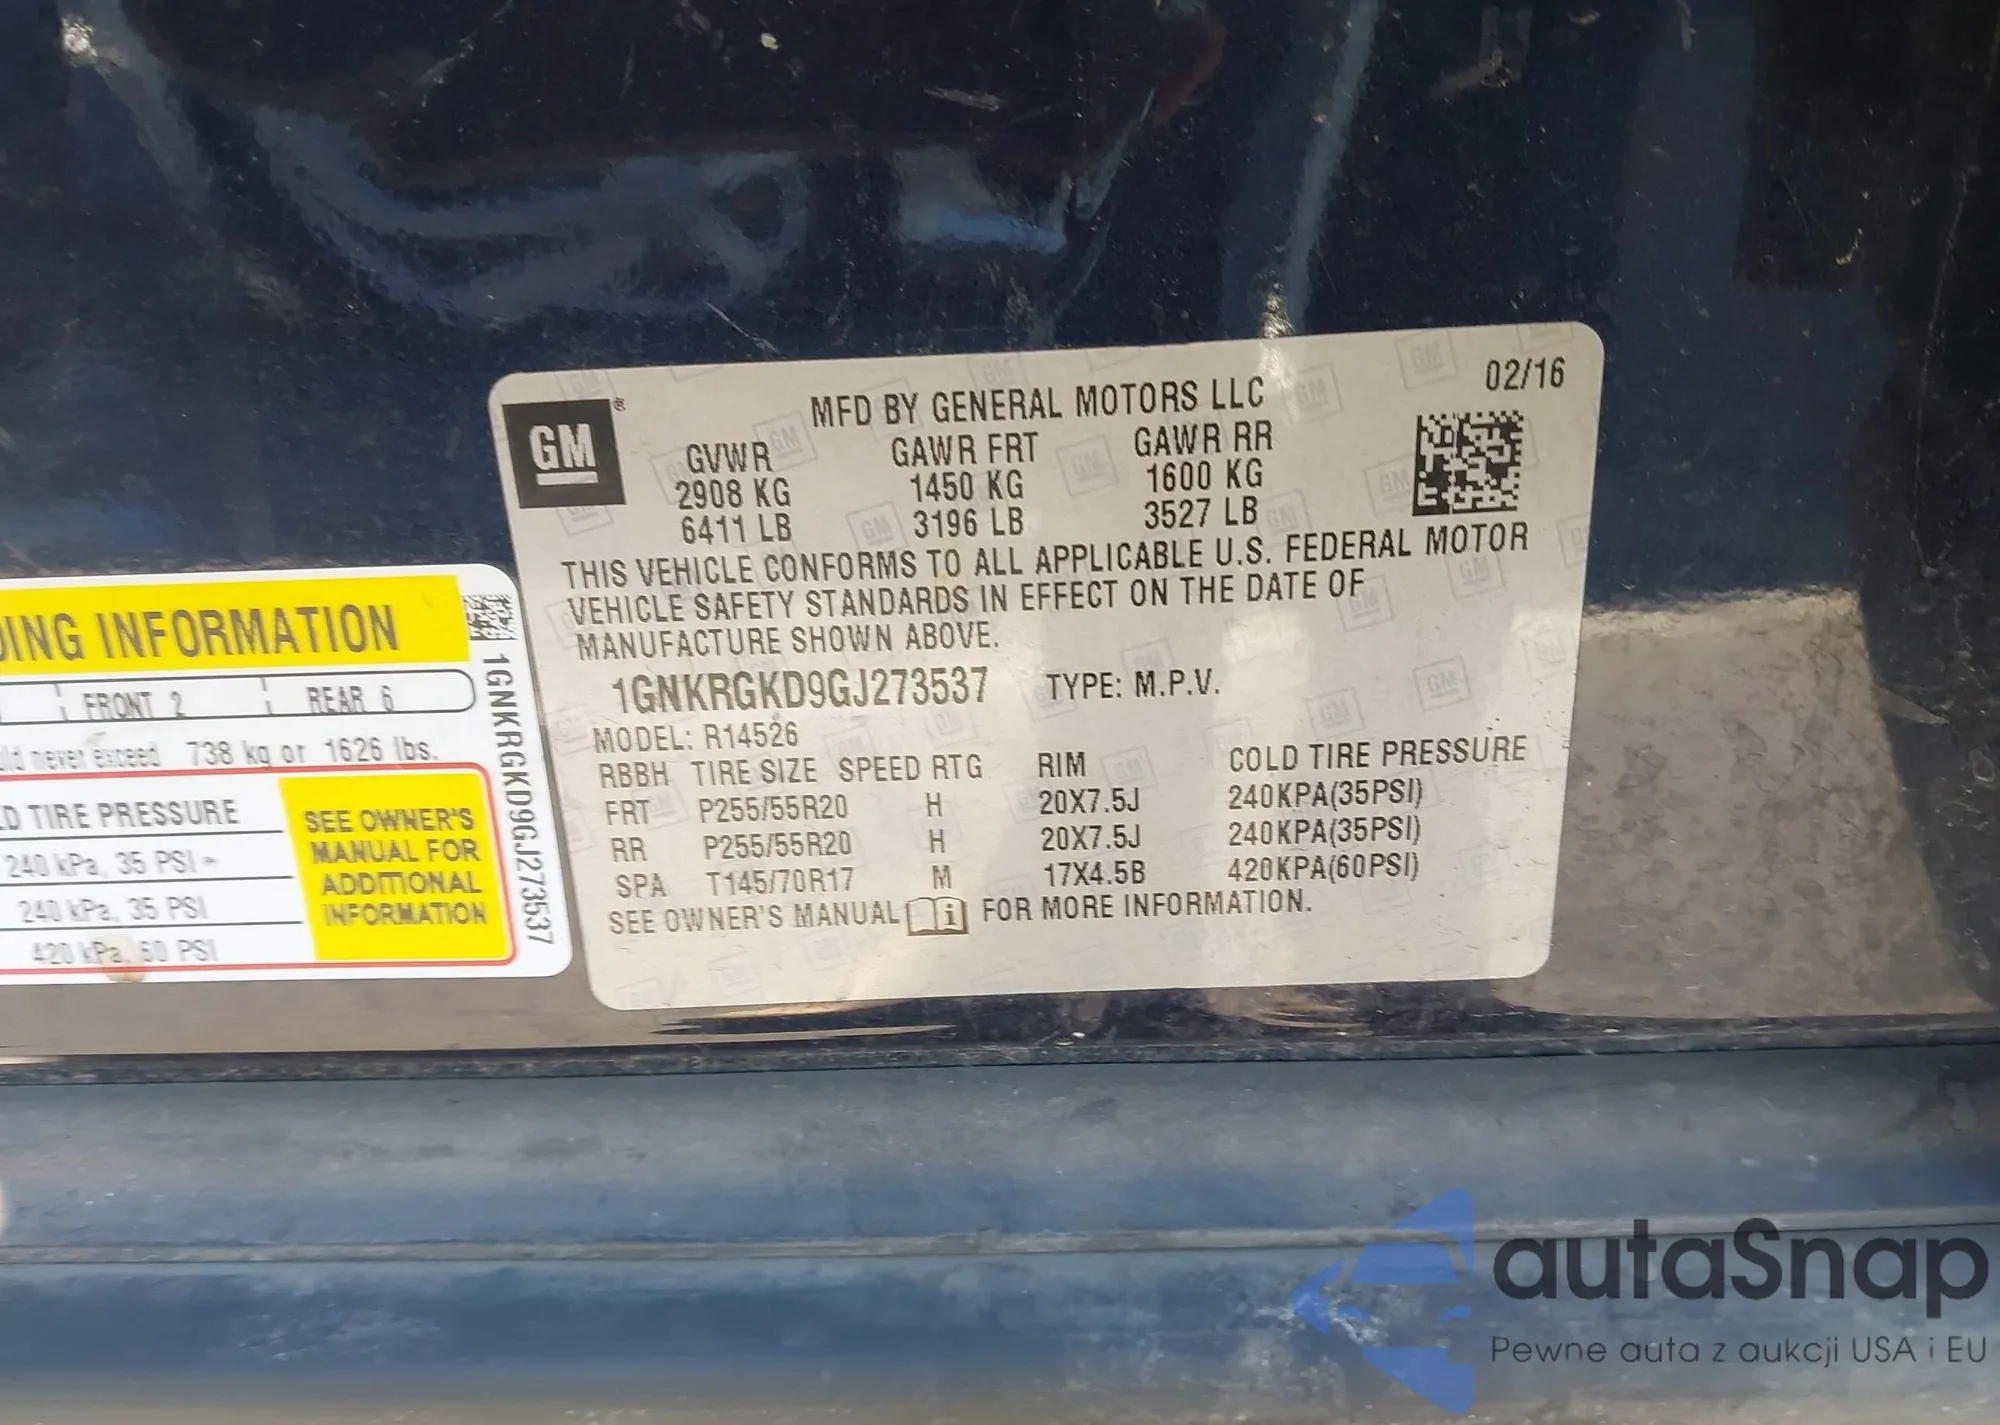 GM
®
MFD BY GENERAL MOTORS LLC
02/16
GVWR GAWR FRT GAWR RR
2908 KG 1450 KG 1600 KG
6411 LB 3196 LB 3527 LB
THIS VEHICLE CONFORMS TO ALL APPLICABLE U.S. FEDERAL MOTOR
VEHICLE SAFETY STANDARDS IN EFFECT ON THE DATE OF
MANUFACTURE SHOWN ABOVE.
1GNKRGKD9GJ273537 TYPE: M.P.V.
MODEL: R14526
RBBH TIRE SIZE SPEED RTG RIM COLD TIRE PRESSURE
FRT P255/55R20 H 20X7.5J 240KPA(35PSI)
RR P255/55R20 H 20X7.5J 240KPA(35PSI)
SPA T145/70R17 M 17X4.5B 420KPA(60PSI)
SEE OWNER'S MANUAL i FOR MORE INFORMATION.
DING INFORMATION
FRONT 2 REAR 6
uld never exceed 738 kg or 1626 lbs.
LD TIRE PRESSURE
240 kPa, 35 PSI
240 kPa, 35 PSI
420 kPa, 60 PSI
SEE OWNER'S
MANUAL FOR
ADDITIONAL
INFORMATION
1GNKRGKD9GJ273537
autaSnap
Pewne auta z aukcji USA i EU